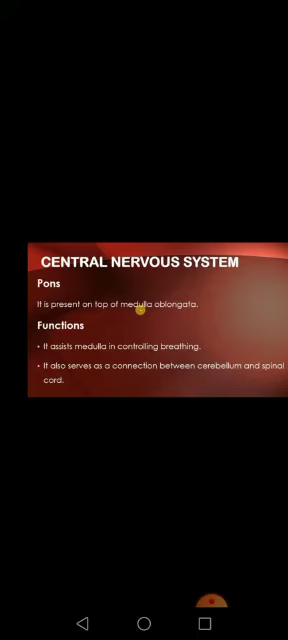 CENTRAL NERVOUS SYSTEM
Pons
It is present on top of medulla oblongata.
Functions
• It assists medulla in controlling breathing.
• It also serves as a connection between cerebellum and spinal
cord.